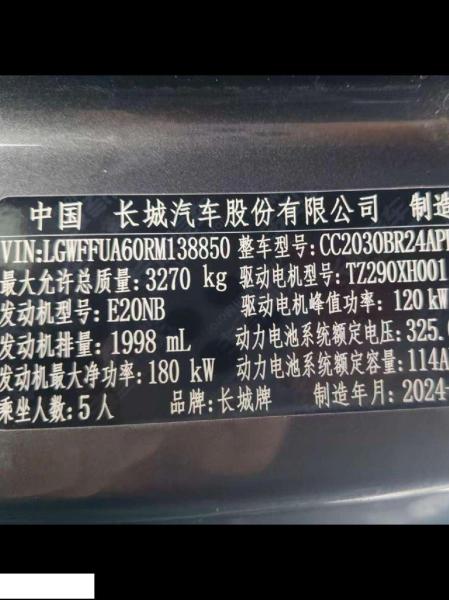 中国 长城汽车股份有限公司 制造
VIN:LGWFFUA60RM138850 整车型号:CC2030BR24AP
最大允许总质量:3270 kg 驱动电机型号:TZ290XH001
发动机型号:E20NB 驱动电机峰值功率:120 kW
发动机排量:1998 mL 动力电池系统额定电压:325.
发动机最大净功率:180 kW 动力电池系统额定容量:114A
乘坐人数:5人 品牌:长城牌 制造年月:2024-